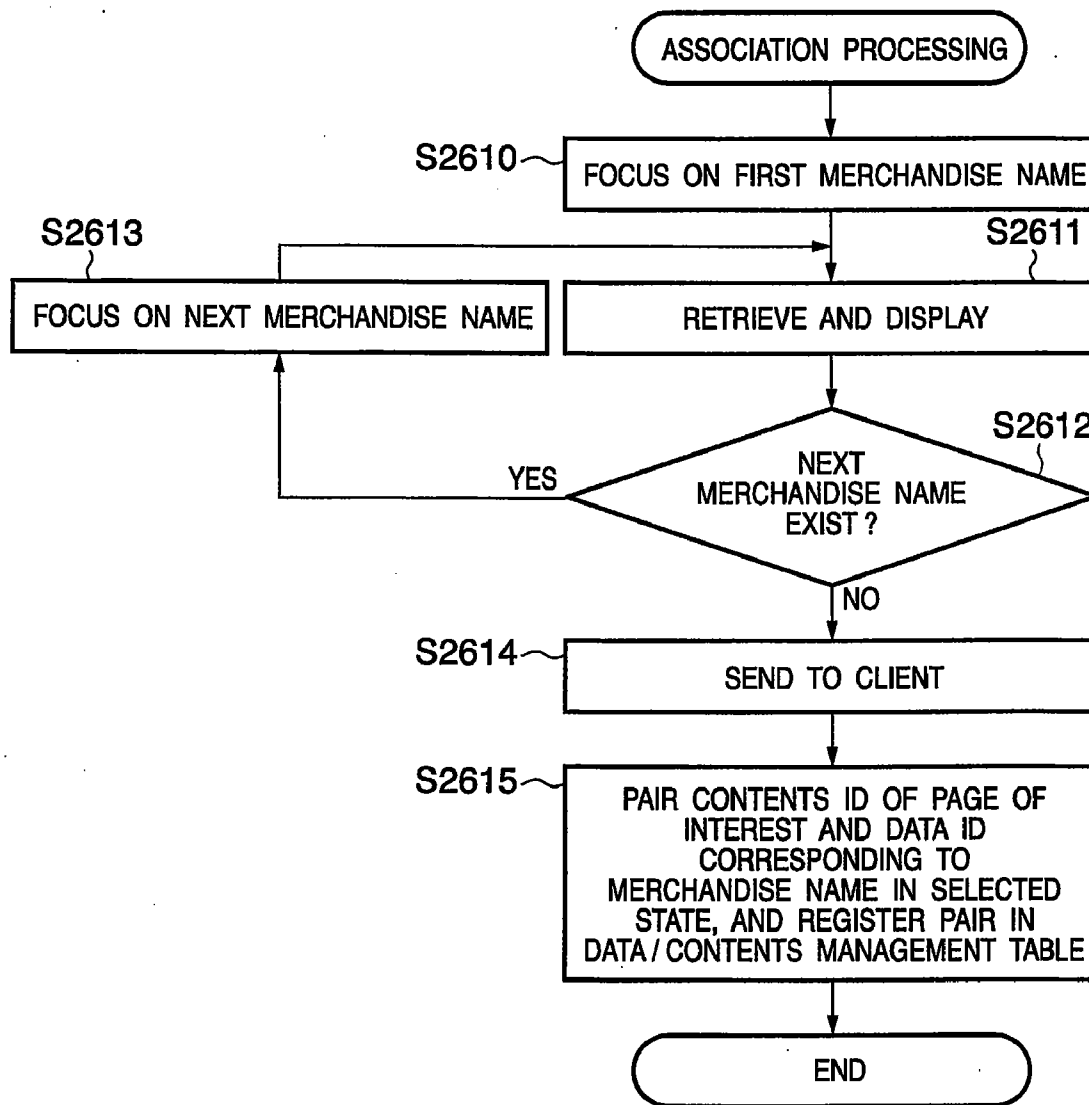 ASSOCIATION PROCESSING
S2610
FOCUS ON FIRST MERCHANDISE NAME
S2613
S2611
FOCUS ON NEXT MERCHANDISE NAME
RETRIEVE AND DISPLAY
S2612
YES
NEXT
MERCHANDISE NAME
EXIST ?
NO
S2614
SEND TO CLIENT
S2615
PAIR CONTENTS ID OF PAGE OF
INTEREST AND DATA ID
CORRESPONDING TO
MERCHANDISE NAME IN SELECTED
STATE, AND REGISTER PAIR IN
DATA / CONTENTS MANAGEMENT TABLE
END